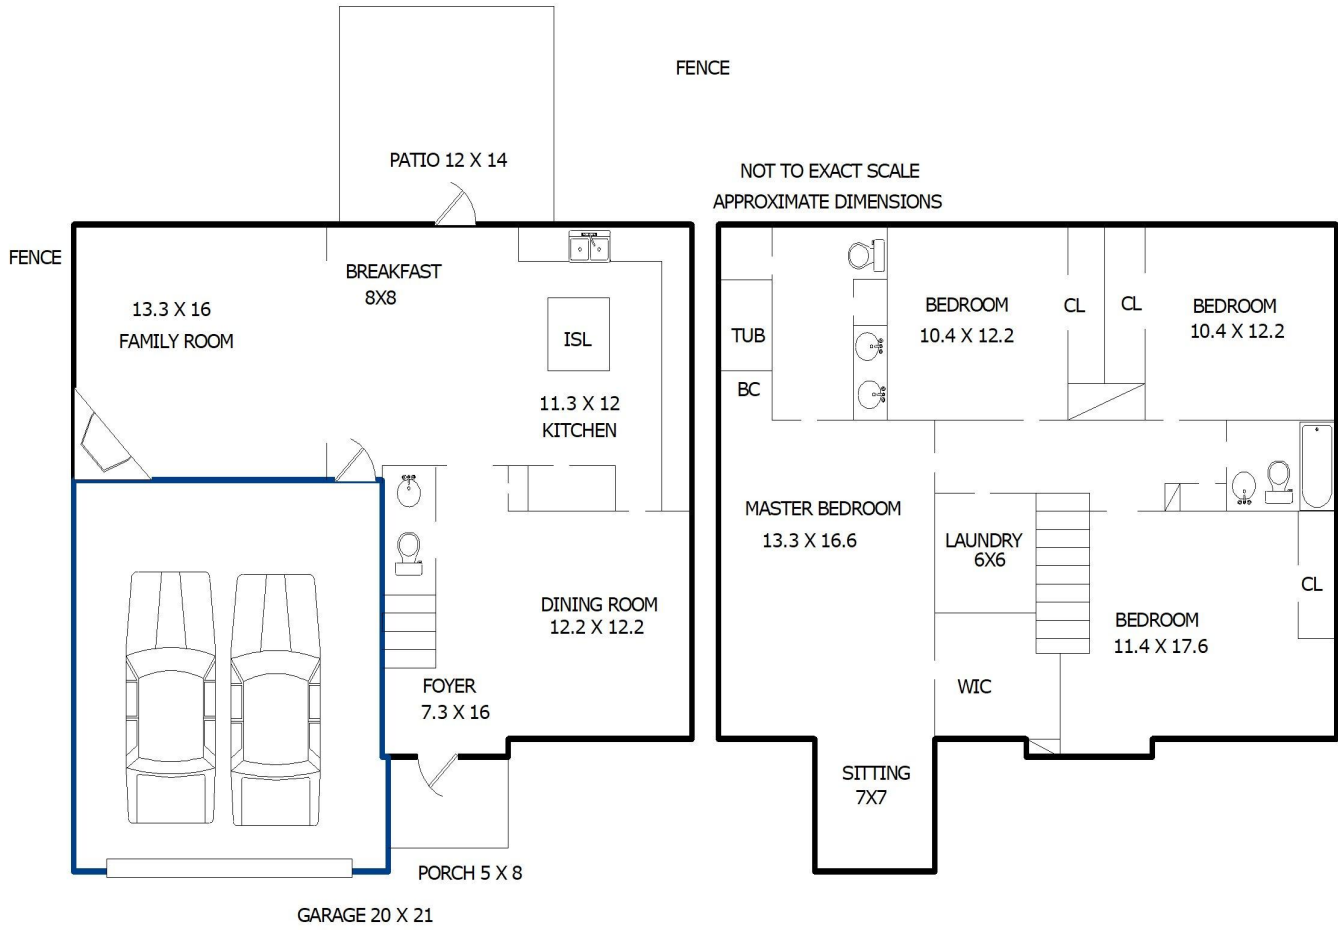 FENCE
PATIO 12 X 14
NOT TO EXACT SCALE
APPROXIMATE DIMENSIONS
FENCE
BREAKFAST
8X8
13.3 X 16
FAMILY ROOM
ISL
11.3 X 12
KITCHEN
DINING ROOM
12.2 X 12.2
FOYER
7.3 X 16
PORCH 5 X 8
GARAGE 20 X 21
TUB
BC
BEDROOM
10.4 X 12.2
CL
CL
BEDROOM
10.4 X 12.2
MASTER BEDROOM
13.3 X 16.6
LAUNDRY
6X6
CL
BEDROOM
11.4 X 17.6
WIC
SITTING
7X7